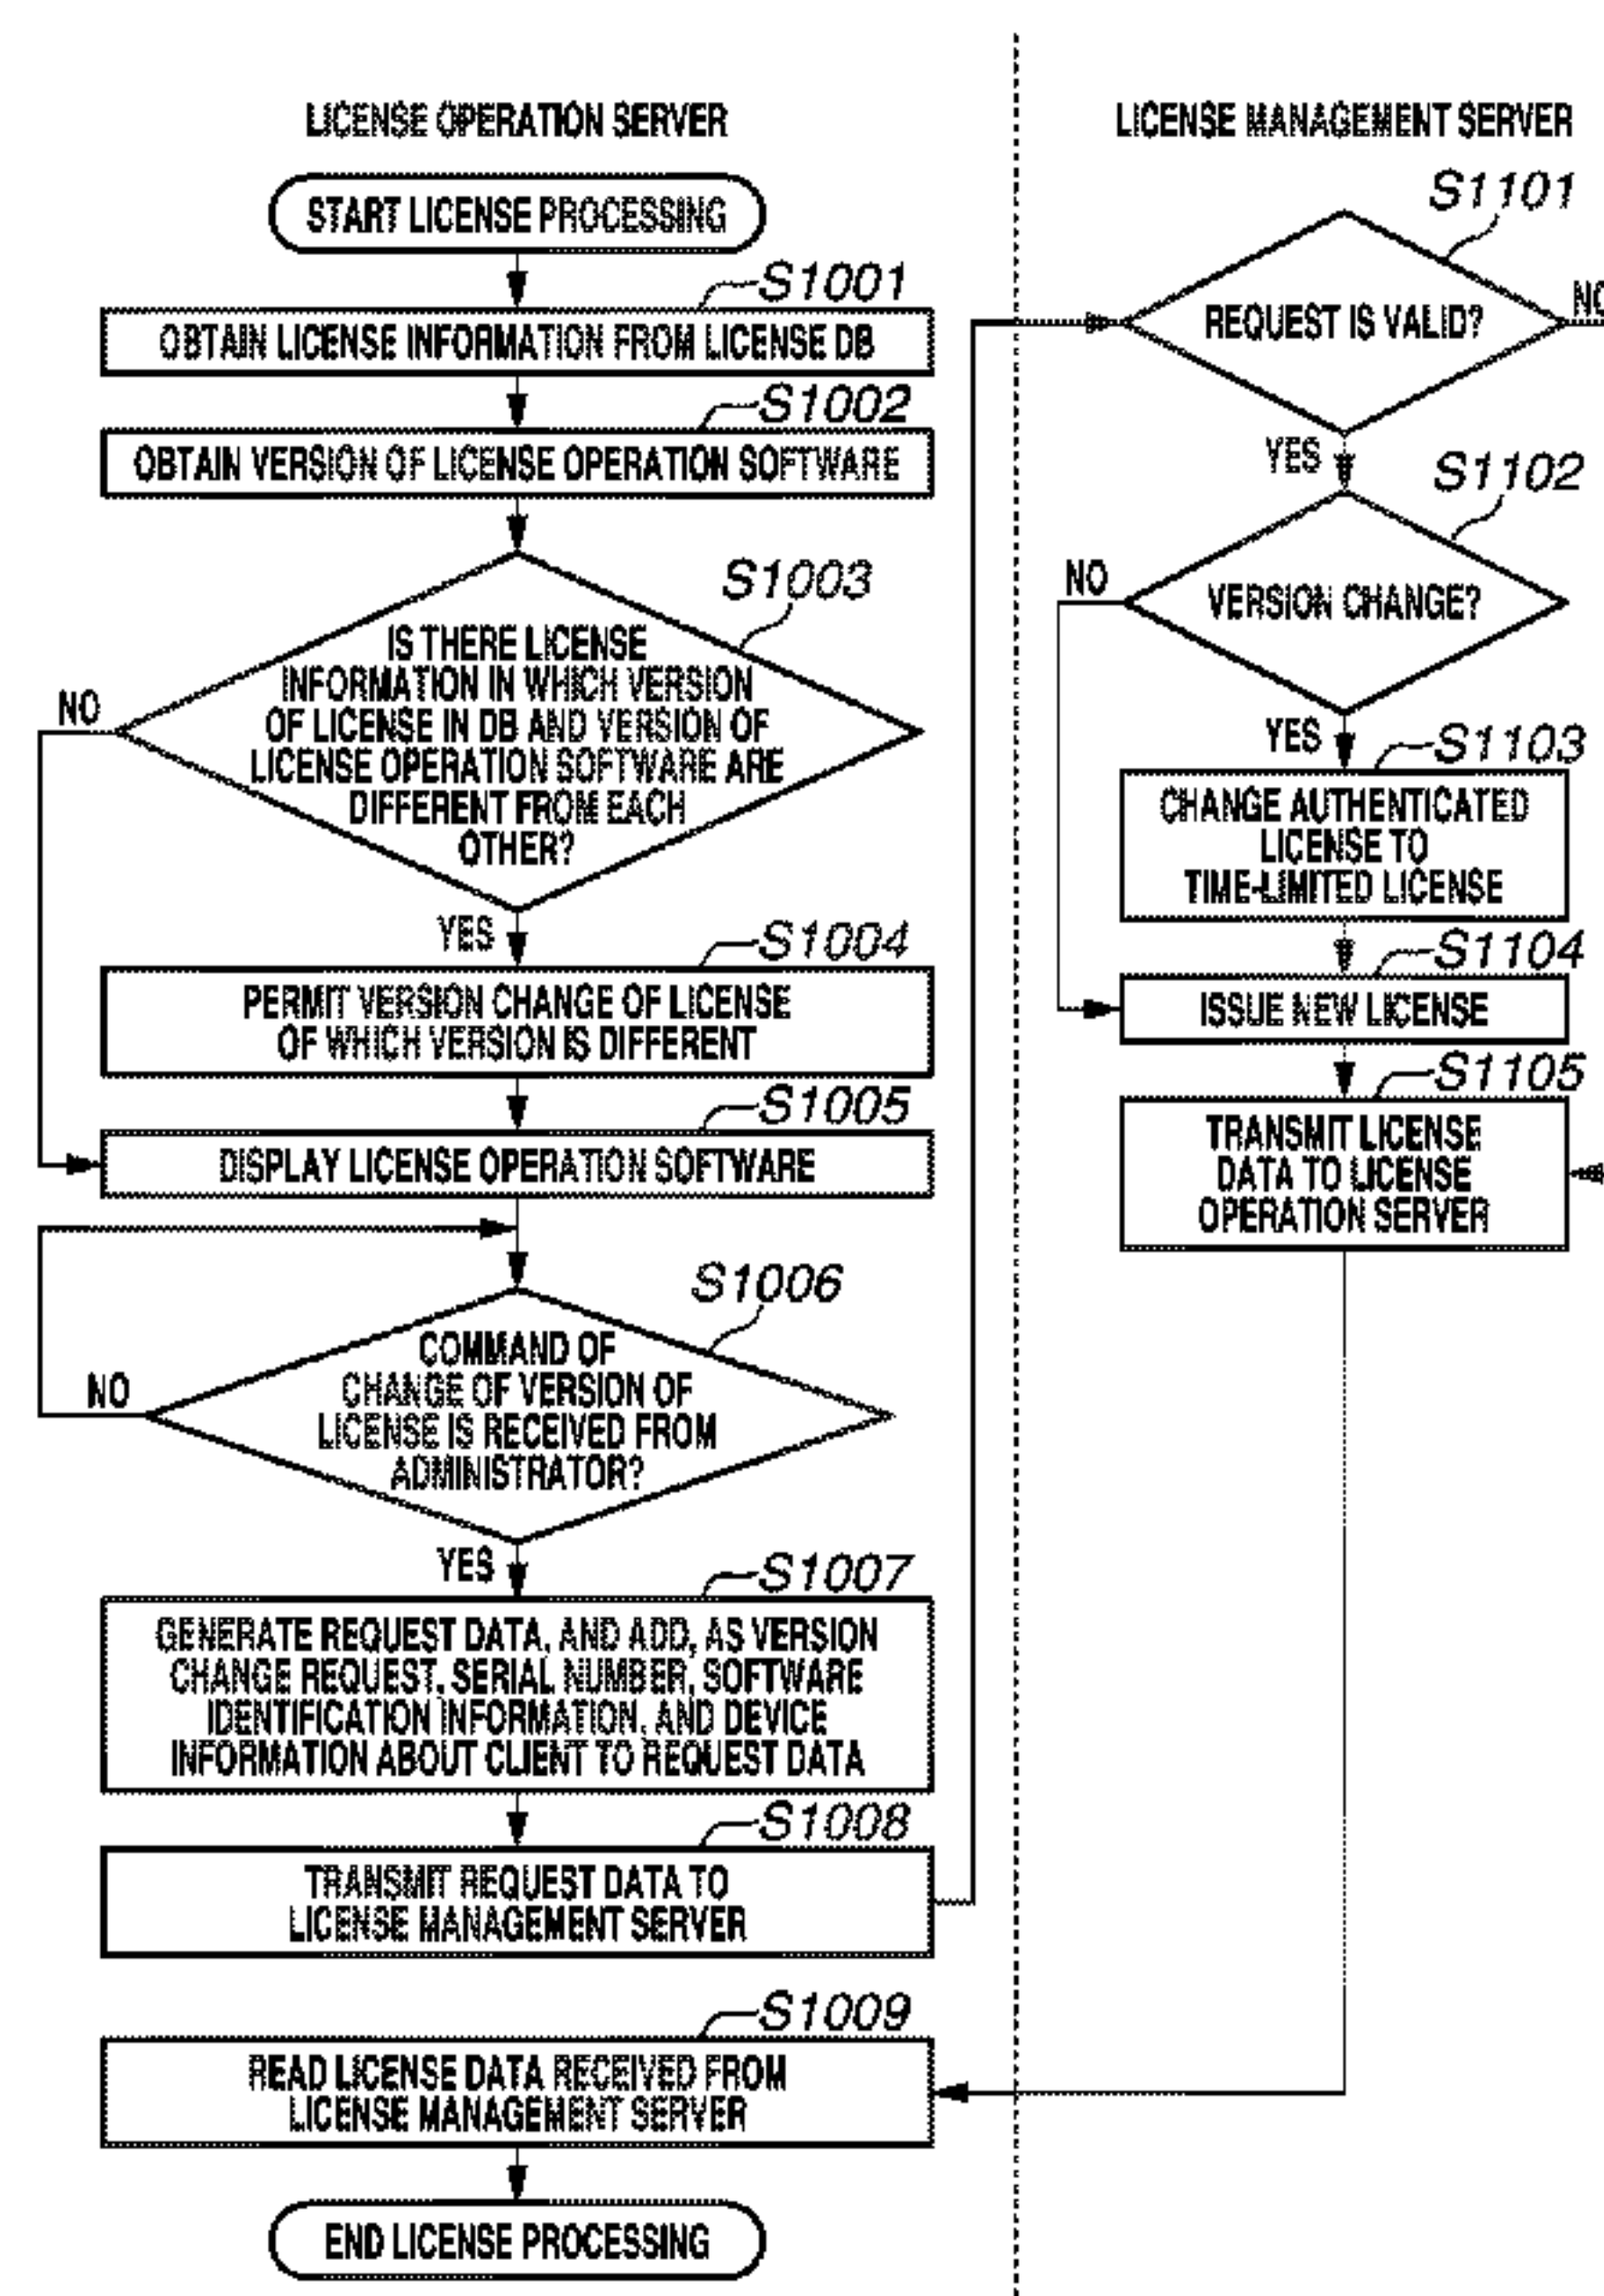 LICENSE OPERATION SERVER
START LICENSE PROCESSING
S1001
OBTAIN LICENSE INFORMATION FROM LICENSE DB
S1002
OBTAIN VERSION OF LICENSE OPERATION SOFTWARE
S1003
IS THERE LICENSE
INFORMATION IN WHICH VERSION
OF LICENSE IN DB AND VERSION OF
LICENSE OPERATION SOFTWARE ARE
DIFFERENT FROM EACH
OTHER?
NO
YES
S1004
PERMIT VERSION CHANGE OF LICENSE
OF WHICH VERSION IS DIFFERENT
S1005
DISPLAY LICENSE OPERATION SOFTWARE
S1006
COMMAND OF
CHANGE OF VERSION OF
LICENSE IS RECEIVED FROM
ADMINISTRATOR?
NO
YES
S1007
GENERATE REQUEST DATA, AND ADD, AS VERSION
CHANGE REQUEST, SERIAL NUMBER, SOFTWARE
IDENTIFICATION INFORMATION, AND DEVICE
INFORMATION ABOUT CLIENT TO REQUEST DATA
S1008
TRANSMIT REQUEST DATA TO
LICENSE MANAGEMENT SERVER
S1009
READ LICENSE DATA RECEIVED FROM
LICENSE MANAGEMENT SERVER
END LICENSE PROCESSING
LICENSE MANAGEMENT SERVER
S1101
REQUEST IS VALID?
NO
YES
S1102
VERSION CHANGE?
NO
YES
S1103
CHANGE AUTHENTICATED
LICENSE TO
TIME-LIMITED LICENSE
S1104
ISSUE NEW LICENSE
S1105
TRANSMIT LICENSE
DATA TO LICENSE
OPERATION SERVER